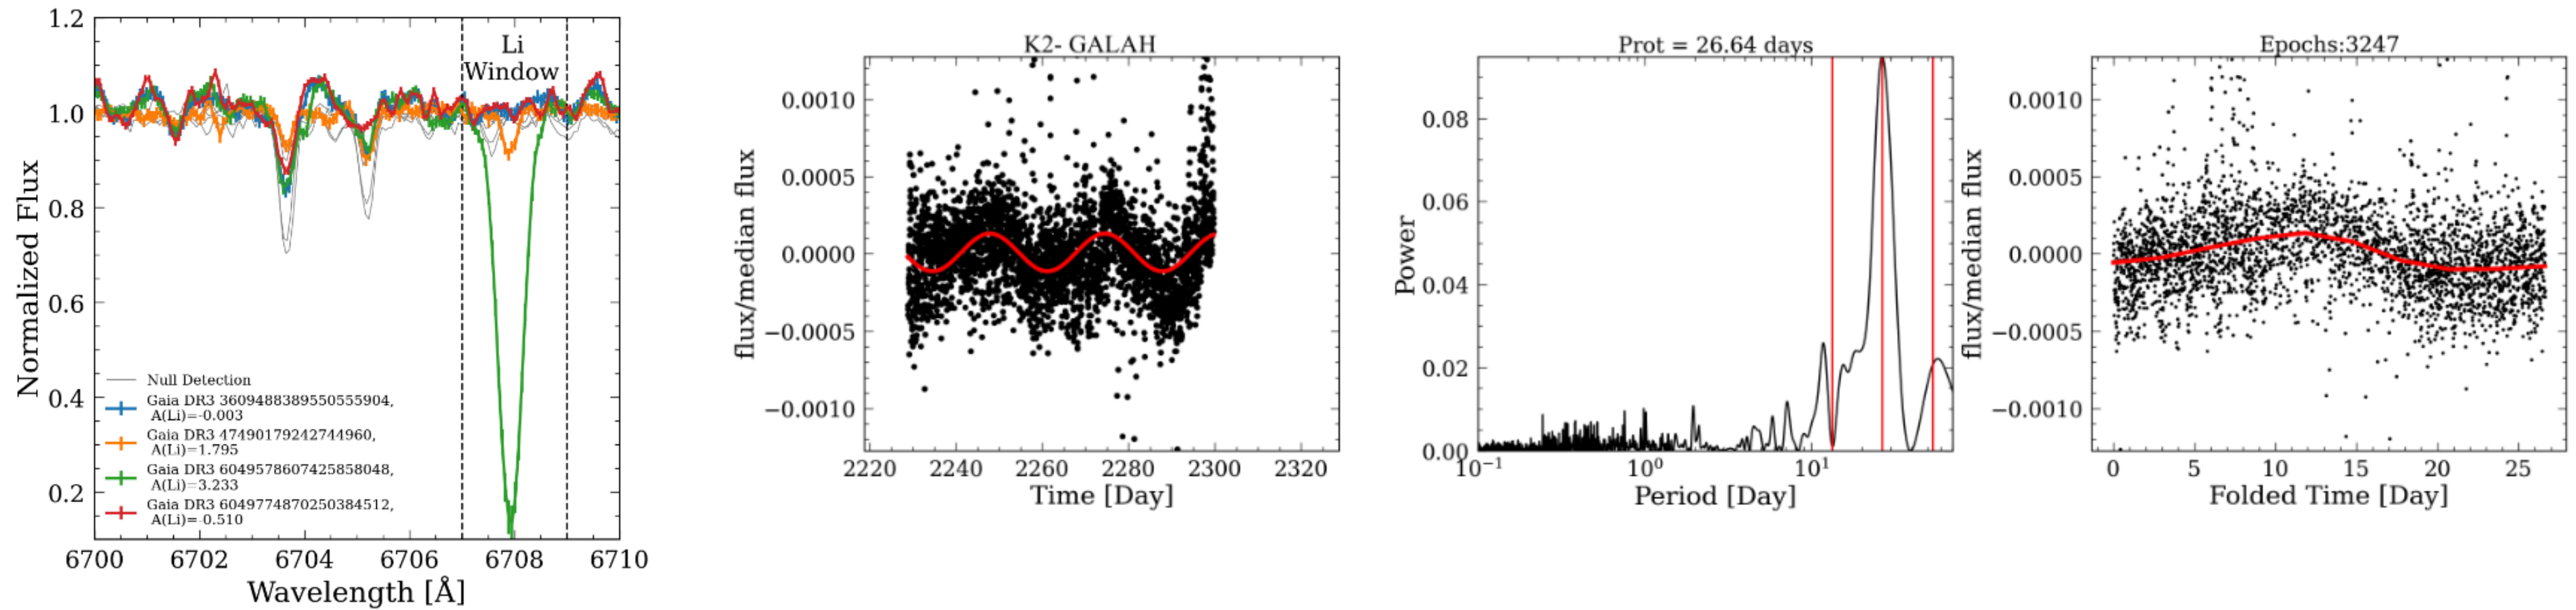 1.2
1.0
0.8
0.6
0.4
0.2
Normalized Flux
Li
Window
Null Detection
Gaia DR3 3609488389550555904,
A(Li)=-0.003
Gaia DR3 47490179242744960,
A(Li)=1.795
Gaia DR3 6049578607425858048,
A(Li)=3.233
Gaia DR3 6049774870250384512,
A(Li)=-0.510
6700 6702 6704 6706 6708 6710
Wavelength [Å]
K2- GALAH
0.0010
0.0005
0.0000
−0.0005
−0.0010
flux/median flux
2220 2240 2260 2280 2300 2320
Time [Day]
Prot = 26.64 days
0.08
0.06
0.04
0.02
0.00
Power
10⁻¹ 10⁰ 10¹
Period [Day]
Epochs:3247
0.0010
0.0005
0.0000
−0.0005
−0.0010
flux/median flux
0 5 10 15 20 25
Folded Time [Day]